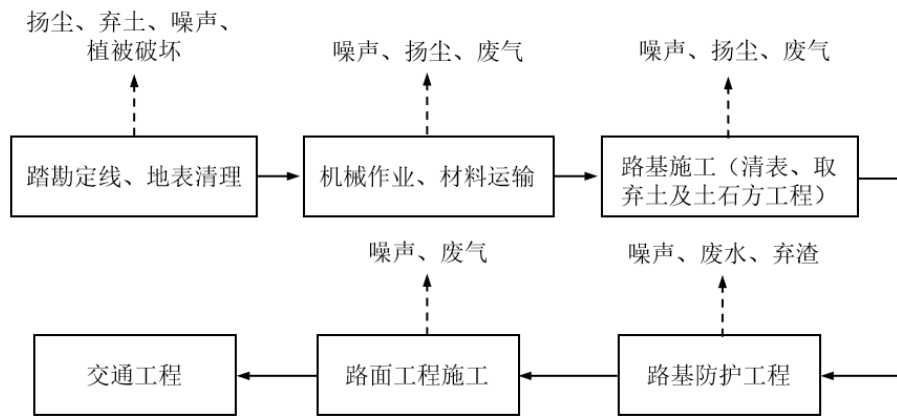 扬尘、弃土、噪声、
植被破坏
噪声、扬尘、废气
噪声、扬尘、废气
踏勘定线、地表清理
机械作业、材料运输
路基施工（清表、取
弃土及土石方工程）
噪声、废气
噪声、废水、弃渣
交通工程
路面工程施工
路基防护工程